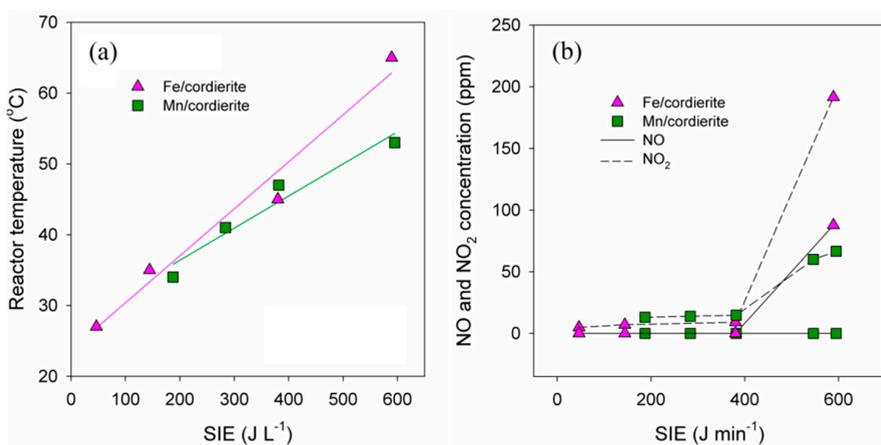 (a)
Fe/cordierite
Mn/cordierite
Reactor temperature (°C)
70
60
50
40
30
20
0 100 200 300 400 500 600
SIE (J L⁻¹)
(b)
Fe/cordierite
Mn/cordierite
NO
NO₂
NO and NO₂ concentration (ppm)
250
200
150
100
50
0
0 200 400 600
SIE (J min⁻¹)